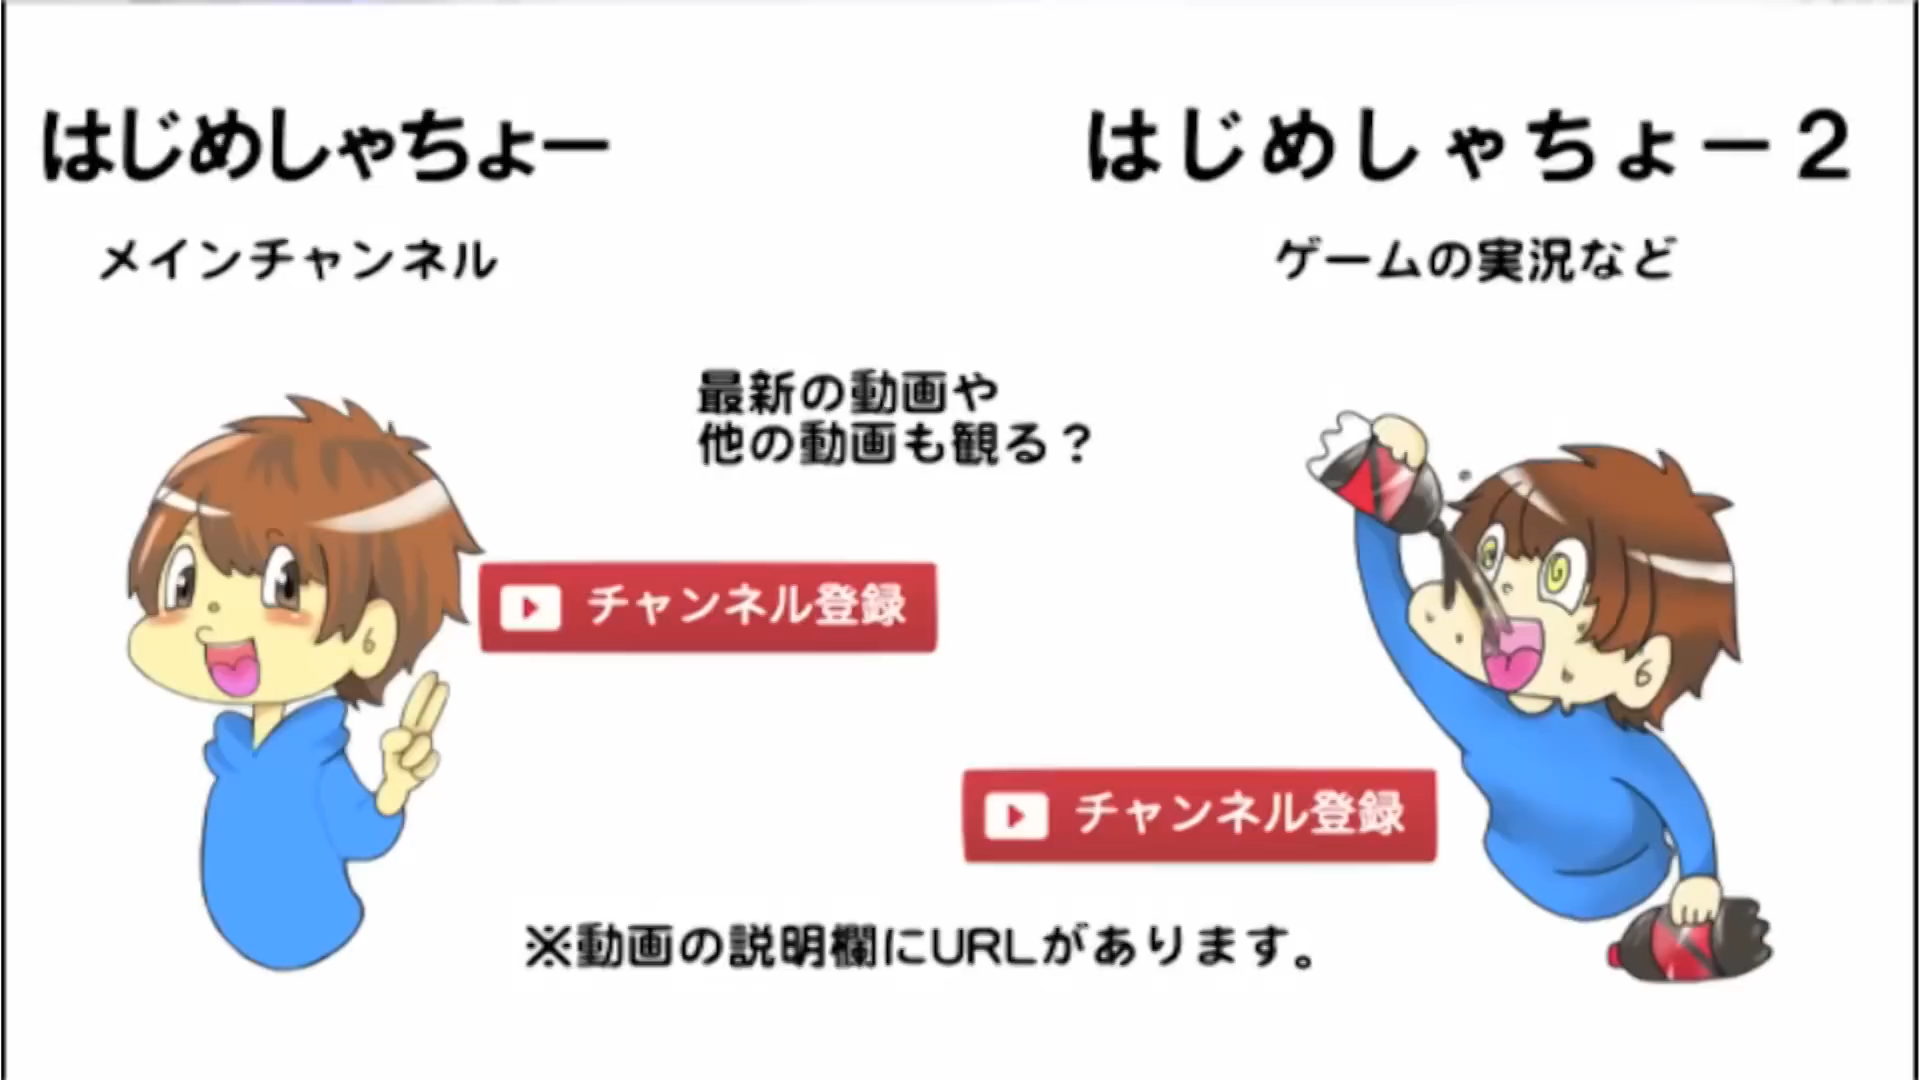 はじめしゃちょー
メインチャンネル
はじめしゃちょー２
ゲームの実況など
最新の動画や
他の動画も観る？
チャンネル登録
チャンネル登録
※動画の説明欄にURLがあります。